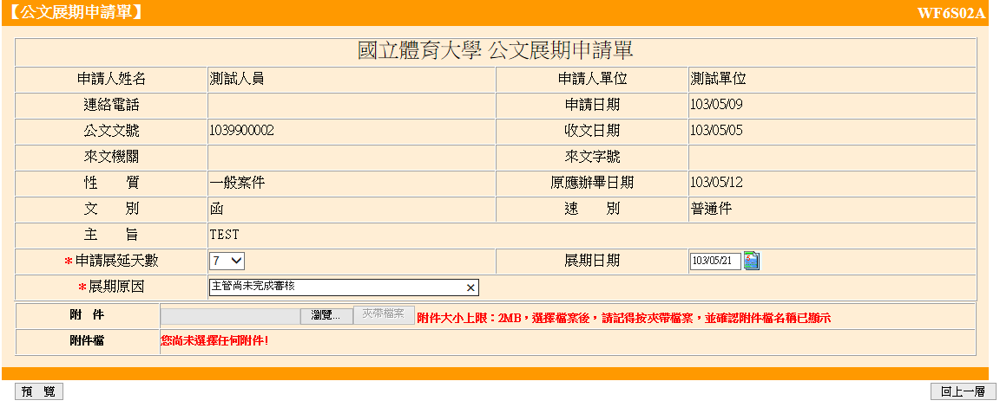 【公文展期申請單】 WF6S02A
國立體育大學 公文展期申請單
申請人姓名 測試人員 申請人單位 測試單位
連絡電話 申請日期 103/05/09
公文文號 1039900002 收文日期 103/05/05
來文機關 來文字號
性 質 一般案件 原應辦畢日期 103/05/12
文 別 函 速 別 普通件
主 旨 TEST
*申請展延天數 7 展期日期 103/05/21
*展期原因 主管尚未完成審核 ×
附 件 瀏覽... 夾帶檔案 附件大小上限：2MB，選擇檔案後，請記得按夾帶檔案，並確認附件檔名稱已顯示
附件檔 您尚未選擇任何附件!
預 覽 回上一層